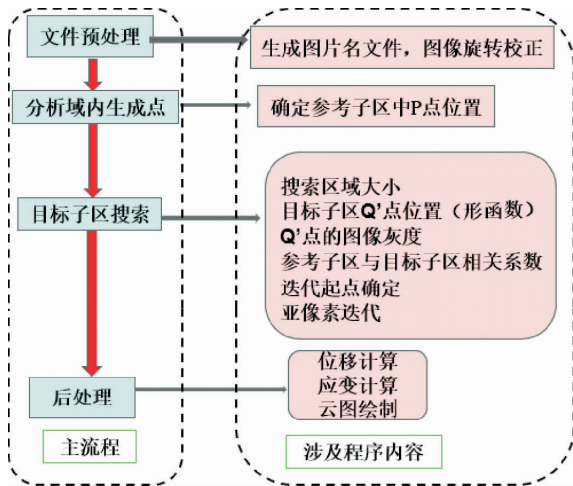 文件预处理
生成图片名文件，图像旋转校正
分析域内生成点
确定参考子区中P点位置
目标子区搜索
搜索区域大小
目标子区Q'点位置（形函数）
Q'点的图像灰度
参考子区与目标子区相关系数
迭代起点确定
亚像素迭代
后处理
位移计算
应变计算
云图绘制
主流程
涉及程序内容